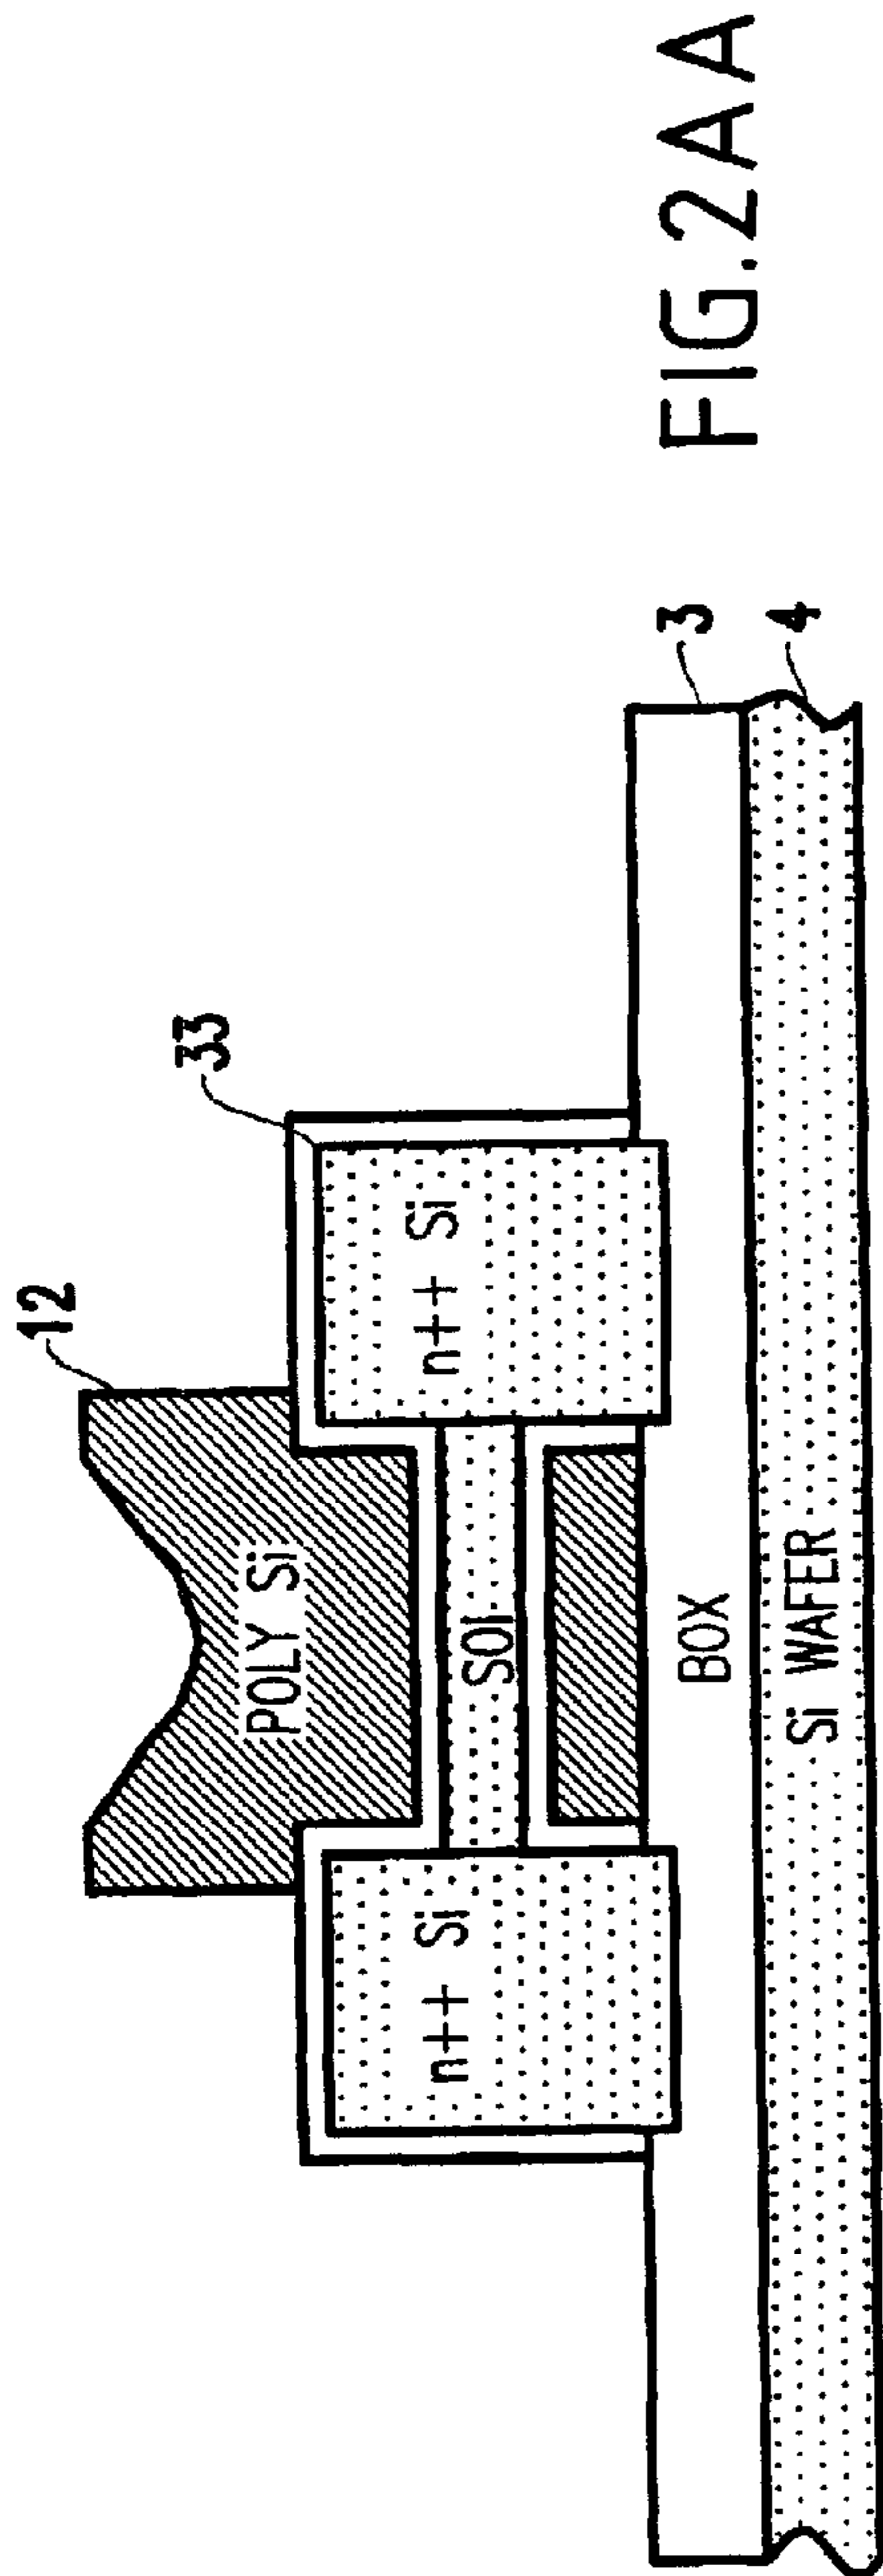 12
33
POLY Si
n++ Si
SOI
n++ Si
BOX
3
Si WAFER
4
FIG.2AA